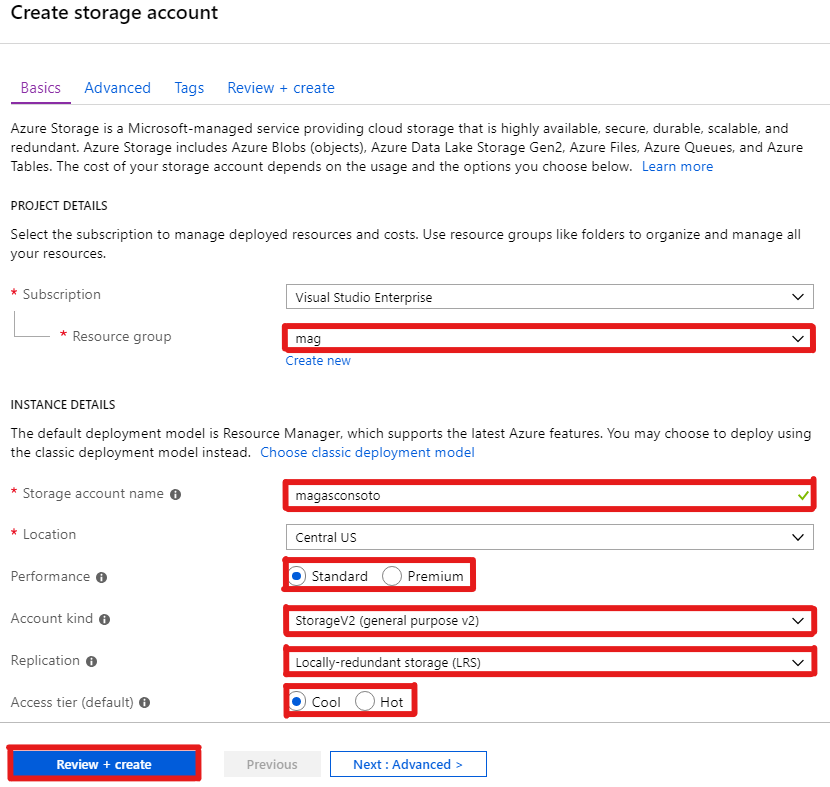 Create storage account
Basics Advanced Tags Review + create
Azure Storage is a Microsoft-managed service providing cloud storage that is highly available, secure, durable, scalable, and
redundant. Azure Storage includes Azure Blobs (objects), Azure Data Lake Storage Gen2, Azure Files, Azure Queues, and Azure
Tables. The cost of your storage account depends on the usage and the options you choose below. Learn more
PROJECT DETAILS
Select the subscription to manage deployed resources and costs. Use resource groups like folders to organize and manage all
your resources.
* Subscription Visual Studio Enterprise
* Resource group mag
Create new
INSTANCE DETAILS
The default deployment model is Resource Manager, which supports the latest Azure features. You may choose to deploy using
the classic deployment model instead. Choose classic deployment model
* Storage account name magasconsoto
* Location Central US
Performance Standard Premium
Account kind StorageV2 (general purpose v2)
Replication Locally-redundant storage (LRS)
Access tier (default) Cool Hot
Review + create Previous Next : Advanced >